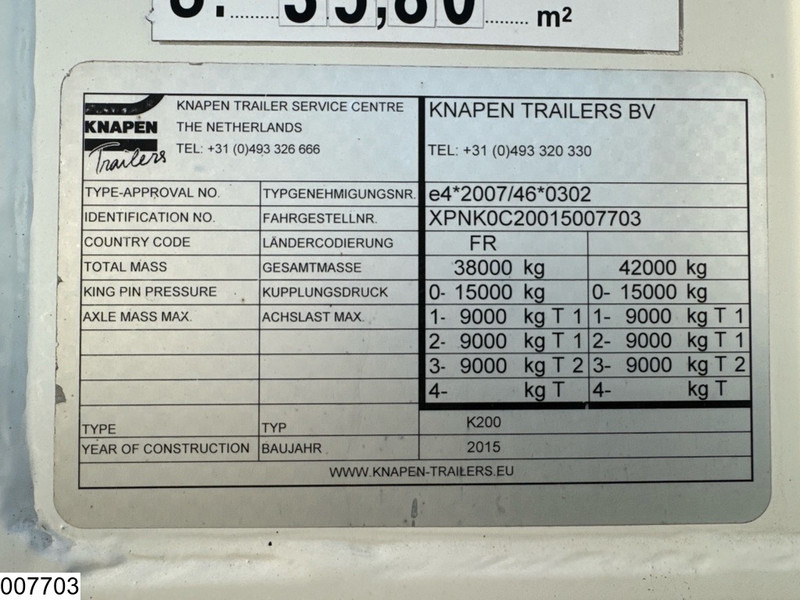 S. 35,80 m²
KNAPEN
Trailers
KNAPEN TRAILER SERVICE CENTRE
THE NETHERLANDS
TEL: +31 (0)493 326 666
KNAPEN TRAILERS BV
TEL: +31 (0)493 320 330
TYPE-APPROVAL NO. TYPGENEHMIGUNGSNR. e4*2007/46*0302
IDENTIFICATION NO. FAHRGESTELLNR. XPNK0C20015007703
COUNTRY CODE LÄNDERCODIERUNG FR
TOTAL MASS GESAMTMASSE 38000 kg 42000 kg
KING PIN PRESSURE KUPPLUNGSDRUCK 0- 15000 kg 0- 15000 kg
AXLE MASS MAX. ACHSLAST MAX. 1- 9000 kg T 1 1- 9000 kg T 1
2- 9000 kg T 1 2- 9000 kg T 1
3- 9000 kg T 2 3- 9000 kg T 2
4- kg T 4- kg T
TYPE TYP K200
YEAR OF CONSTRUCTION BAUJAHR 2015
WWW.KNAPEN-TRAILERS.EU
007703